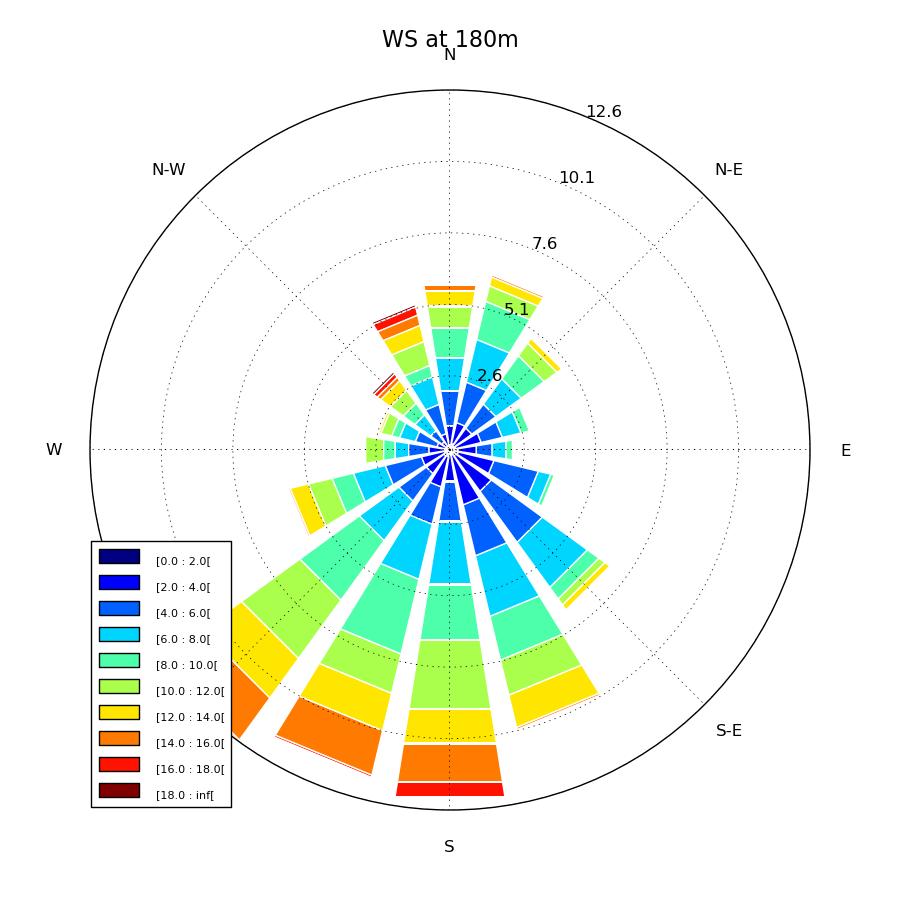 WS at 180m
N
12.6
N-W
N-E
10.1
7.6
5.1
2.6
W
E
[0.0 : 2.0[
[2.0 : 4.0[
[4.0 : 6.0[
[6.0 : 8.0[
[8.0 : 10.0[
[10.0 : 12.0[
[12.0 : 14.0[
[14.0 : 16.0[
[16.0 : 18.0[
[18.0 : inf[
S-E
S